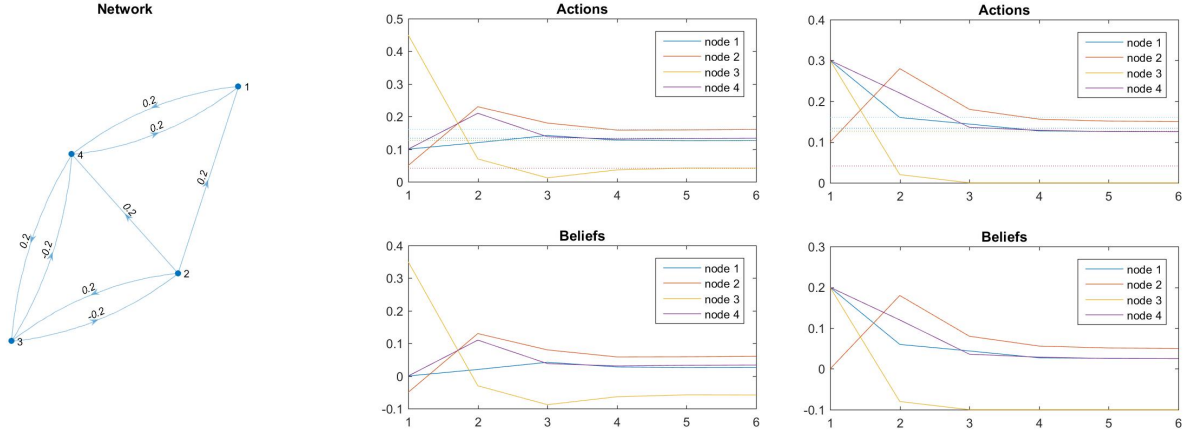 Network
1
0.2
0.2
4
0.2
0.2
0.2
-0.2
2
0.2
-0.2
3
Actions
0.5
0.4
0.3
0.2
0.1
0
1 2 3 4 5 6
node 1
node 2
node 3
node 4
Actions
0.4
0.3
0.2
0.1
0
1 2 3 4 5 6
node 1
node 2
node 3
node 4
Beliefs
0.4
0.3
0.2
0.1
0
-0.1
1 2 3 4 5 6
node 1
node 2
node 3
node 4
Beliefs
0.3
0.2
0.1
0
-0.1
1 2 3 4 5 6
node 1
node 2
node 3
node 4